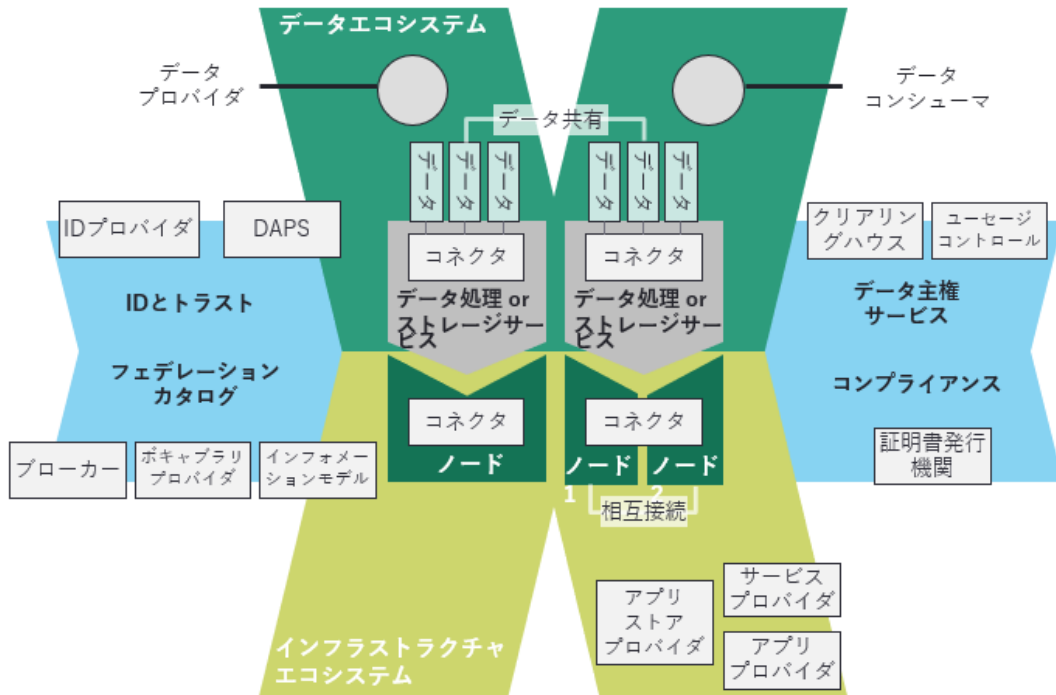 データエコシステム
データ
プロバイダ
データ
コンシューマ
データ共有
データ
データ
データ
データ
データ
データ
IDプロバイダ
DAPS
コネクタ
コネクタ
クリアリン
グハウス
ユーセージ
コントロール
IDとトラスト
データ処理 or
ストレージサー
ビス
データ処理 or
ストレージサー
ビス
データ主権
サービス
フェデレーション
カタログ
コンプライアンス
コネクタ
コネクタ
ノード
ノード
1
ノード
2
ブローカー
ボキャブラリ
プロバイダ
インフォメー
ションモデル
証明書発行
機関
相互接続
アプリ
ストア
プロバイダ
サービス
プロバイダ
アプリ
プロバイダ
インフラストラクチャ
エコシステム